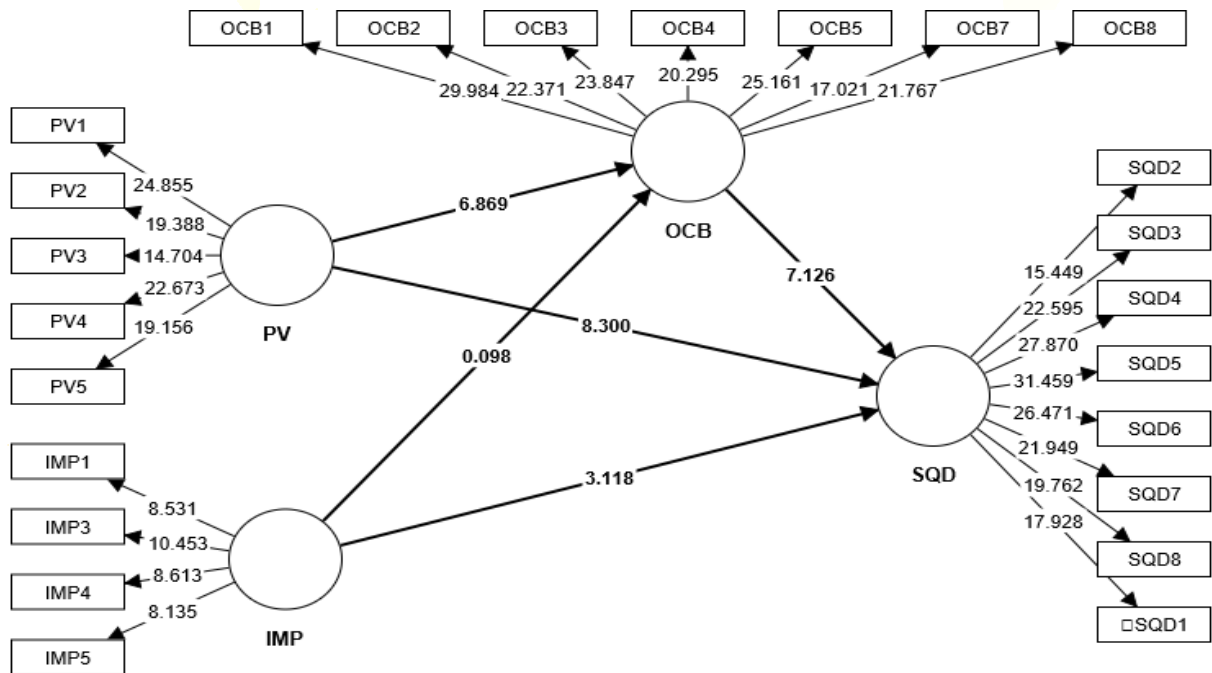 OCB1
OCB2
OCB3
OCB4
OCB5
OCB7
OCB8
29.984
22.371
23.847
20.295
25.161
17.021
21.767
OCB
PV1
PV2
PV3
PV4
PV5
24.855
19.388
14.704
22.673
19.156
PV
6.869
8.300
0.098
7.126
3.118
IMP1
IMP3
IMP4
IMP5
8.531
10.453
8.613
8.135
IMP
SQD
15.449
22.595
27.870
31.459
26.471
21.949
19.762
17.928
SQD2
SQD3
SQD4
SQD5
SQD6
SQD7
SQD8
□SQD1